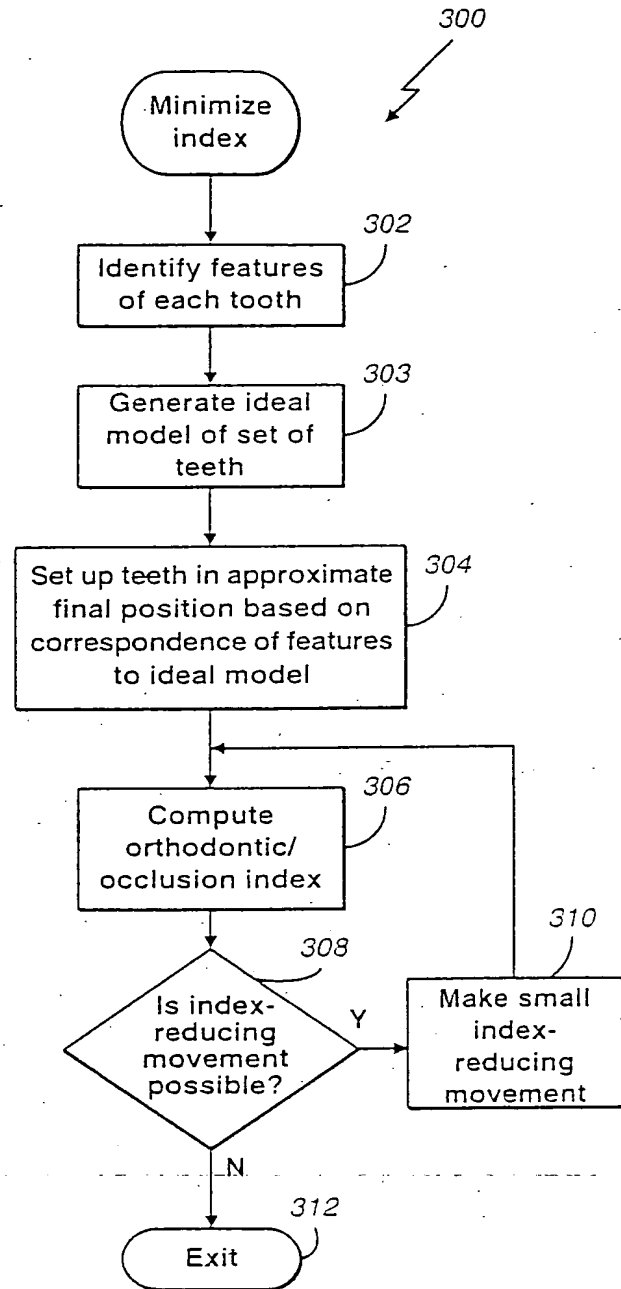 300
Minimize
index
302
Identify features
of each tooth
303
Generate ideal
model of set of
teeth
304
Set up teeth in approximate
final position based on
correspondence of features
to ideal model
306
Compute
orthodontic/
occlusion index
308
Is index-
reducing
movement
possible?
Y
310
Make small
index-
reducing
movement
N
312
Exit